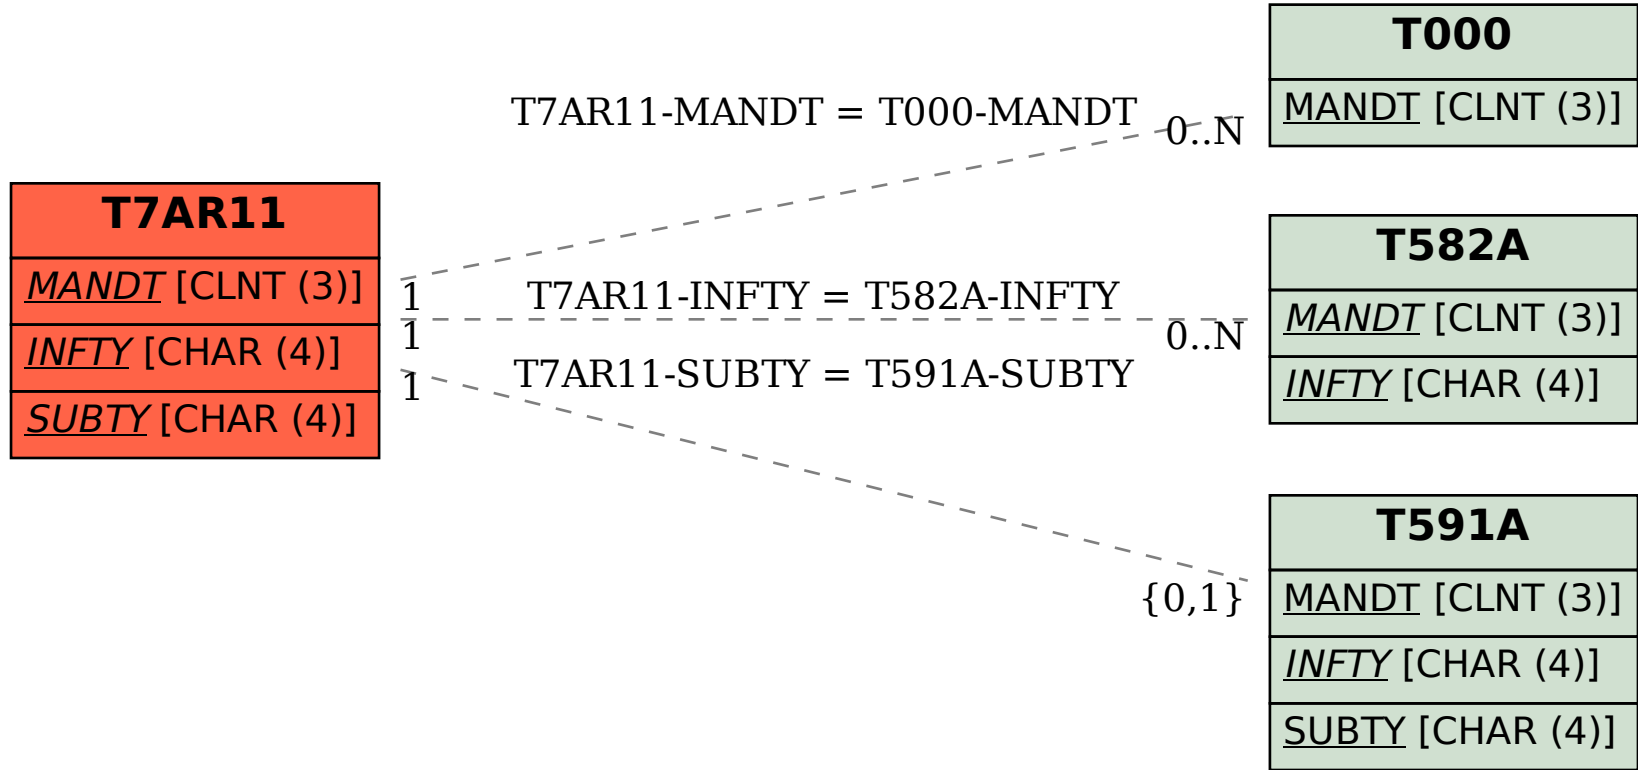 T7AR11
MANDT [CLNT (3)]
INFTY [CHAR (4)]
SUBTY [CHAR (4)]
T7AR11-MANDT = T000-MANDT
0..N
1
T7AR11-INFTY = T582A-INFTY
1
0..N
T7AR11-SUBTY = T591A-SUBTY
1
{0,1}
T000
MANDT [CLNT (3)]
T582A
MANDT [CLNT (3)]
INFTY [CHAR (4)]
T591A
MANDT [CLNT (3)]
INFTY [CHAR (4)]
SUBTY [CHAR (4)]